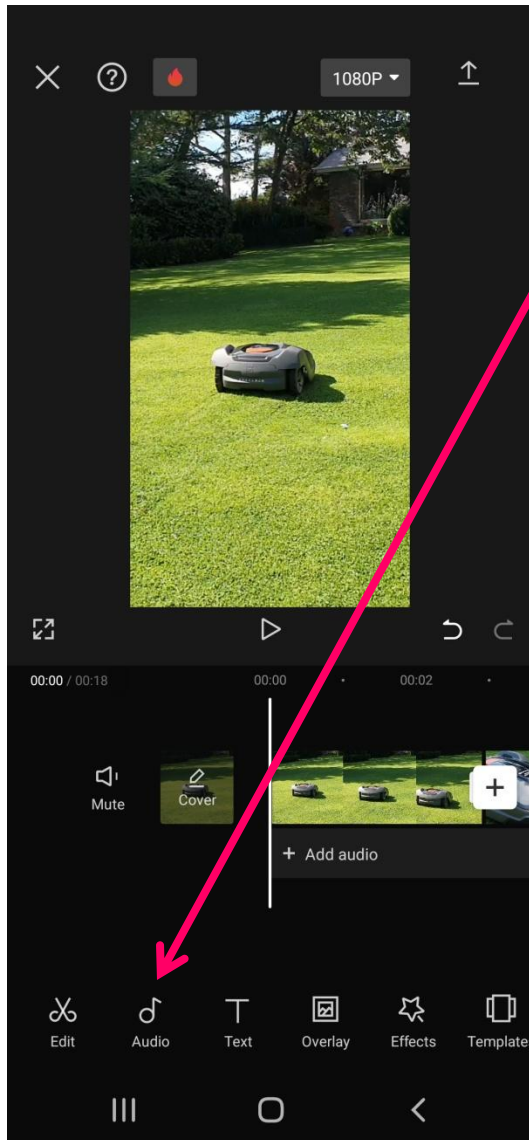 1080P
00:00 / 00:18
00:00
00:02
Mute
Cover
+ Add audio
Edit
Audio
Text
Overlay
Effects
Template